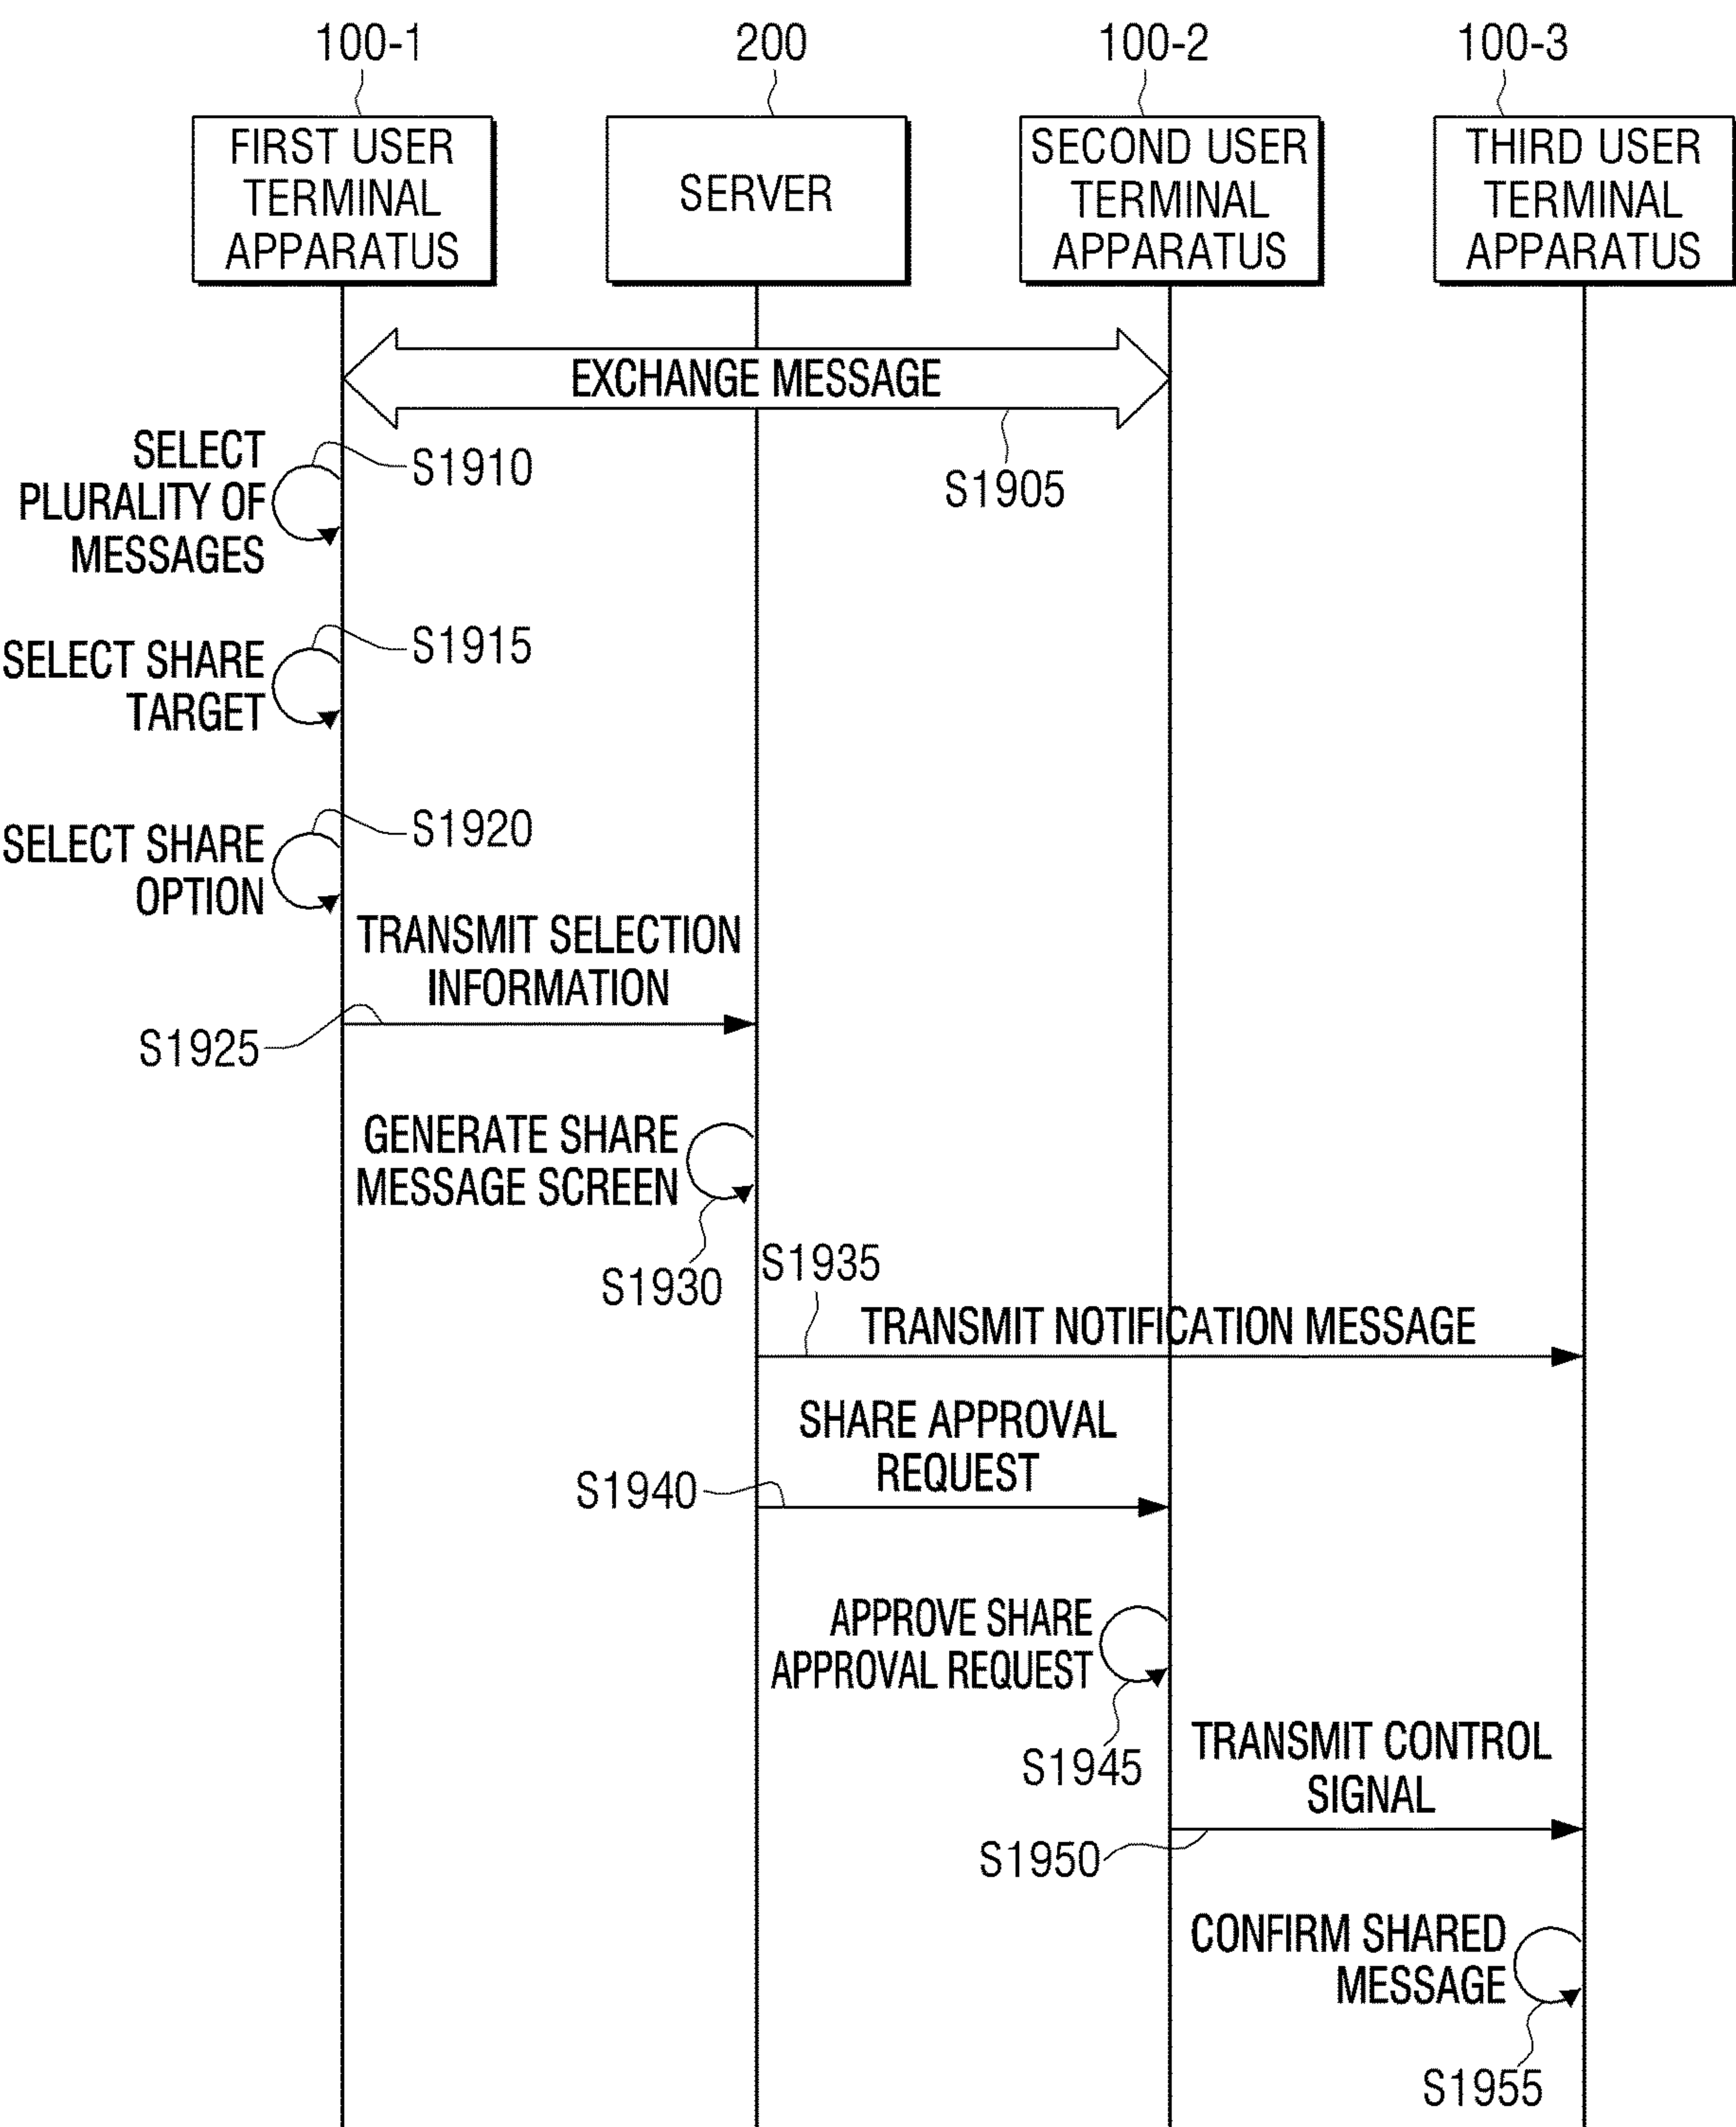 100-1
200
100-2
100-3
FIRST USER
TERMINAL
APPARATUS
SERVER
SECOND USER
TERMINAL
APPARATUS
THIRD USER
TERMINAL
APPARATUS
EXCHANGE MESSAGE
S1905
SELECT
PLURALITY OF
MESSAGES
S1910
SELECT SHARE
TARGET
S1915
SELECT SHARE
OPTION
S1920
TRANSMIT SELECTION
INFORMATION
S1925
GENERATE SHARE
MESSAGE SCREEN
S1930
S1935
TRANSMIT NOTIFICATION MESSAGE
SHARE APPROVAL
REQUEST
S1940
APPROVE SHARE
APPROVAL REQUEST
S1945
TRANSMIT CONTROL
SIGNAL
S1950
CONFIRM SHARED
MESSAGE
S1955